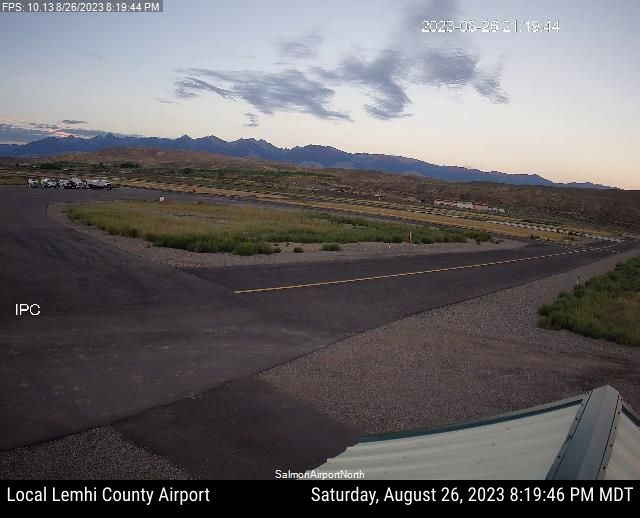 FPS: 10.13 8/26/2023 8:19:44 PM
2023-08-26 21:19:44
IPC
SalmonAirportNorth
Local Lemhi County Airport Saturday, August 26, 2023 8:19:46 PM MDT